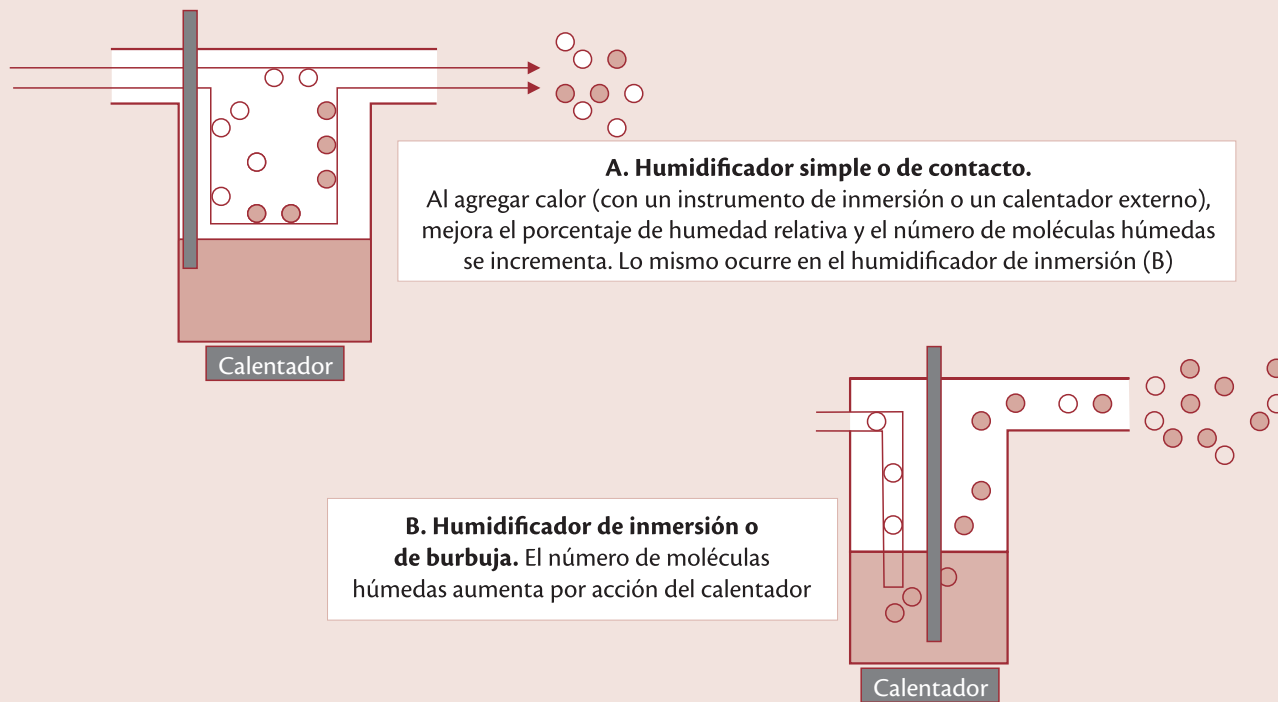 A. Humidificador simple o de contacto.
Al agregar calor (con un instrumento de inmersión o un calentador externo),
mejora el porcentaje de humedad relativa y el número de moléculas húmedas
se incrementa. Lo mismo ocurre en el humidificador de inmersión (B)
Calentador
B. Humidificador de inmersión o
de burbuja. El número de moléculas
húmedas aumenta por acción del calentador
Calentador